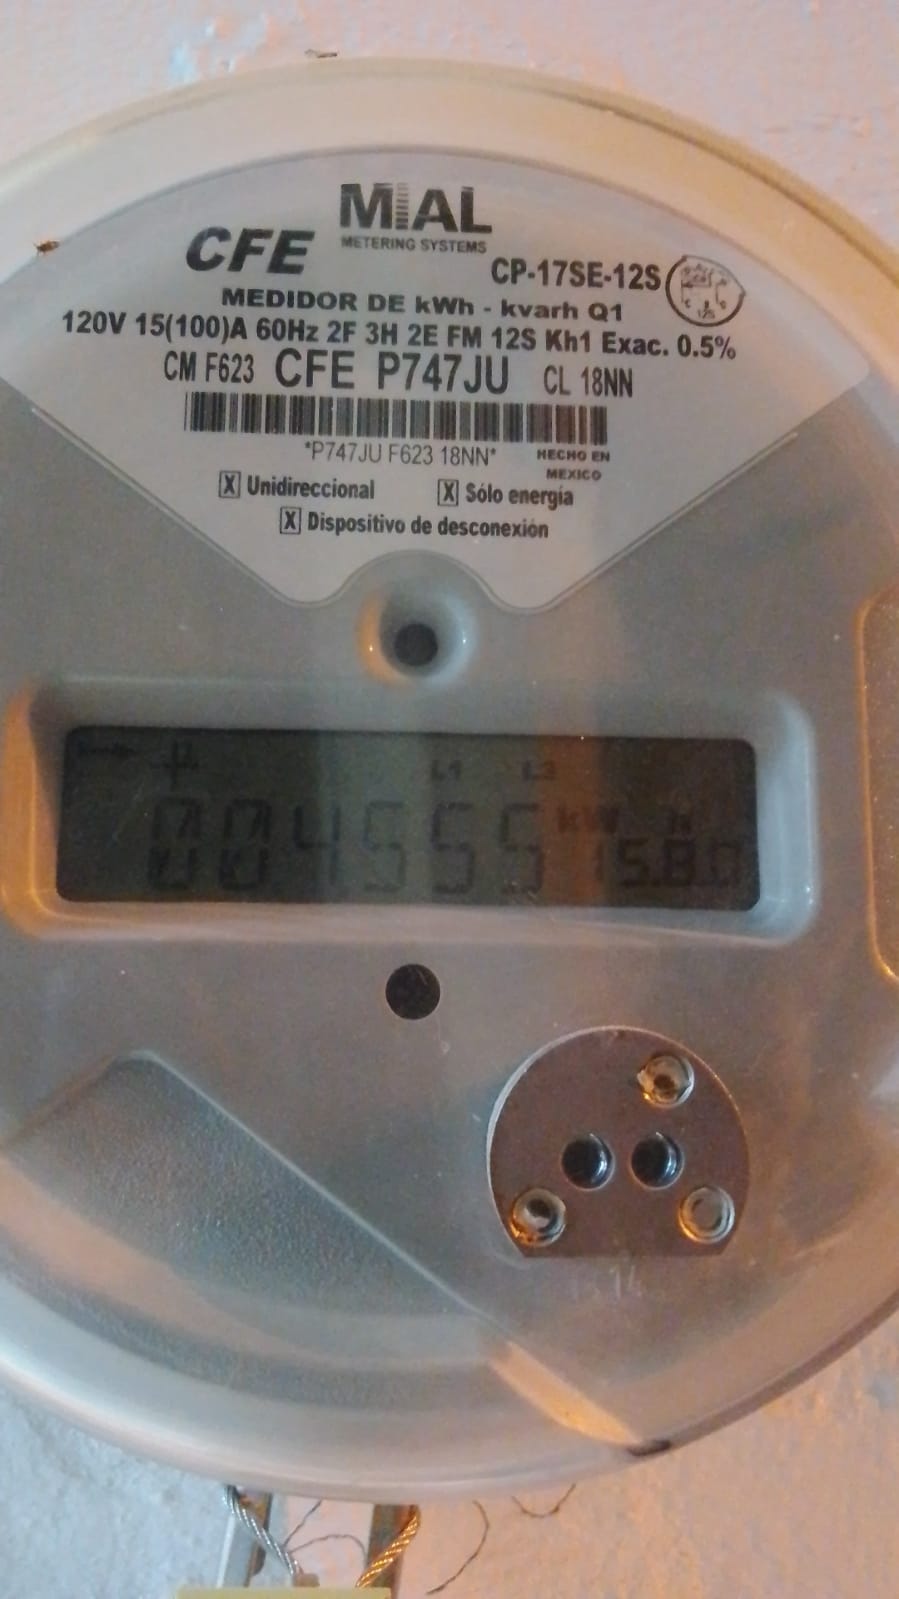 MIAL
METERING SYSTEMS
CFE
CP-17SE-12S
MEDIDOR DE kWh - kvarh Q1
120V 15(100)A 60Hz 2F 3H 2E FM 12S Kh1 Exac. 0.5%
CM F623 CFE P747JU CL 18NN
*P747JU F623 18NN* HECHO EN
MEXICO
X Unidireccional X Sólo energía
X Dispositivo de desconexión
L1 L3
004555 kW h 15.8.0